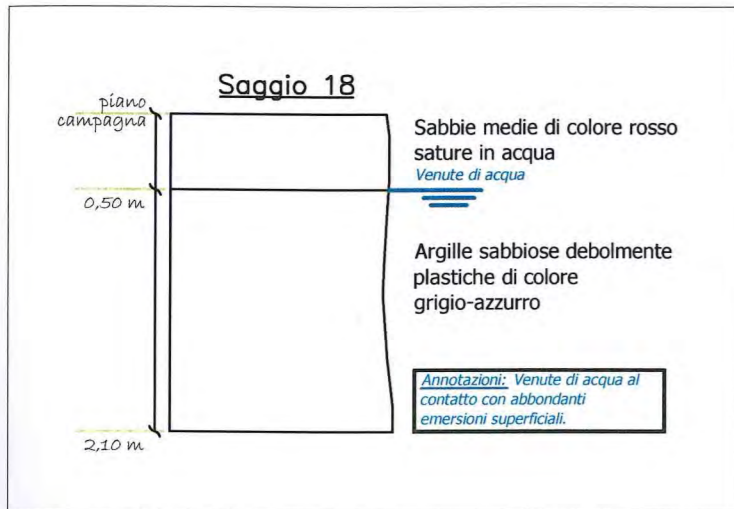 Saggio 18
piano
campagna
Sabbie medie di colore rosso
sature in acqua
Venute di acqua
0,50 m
Argille sabbiose debolmente
plastiche di colore
grigio-azzurro
Annotazioni: Venute di acqua al
contatto con abbondanti
emersioni superficiali.
2,10 m